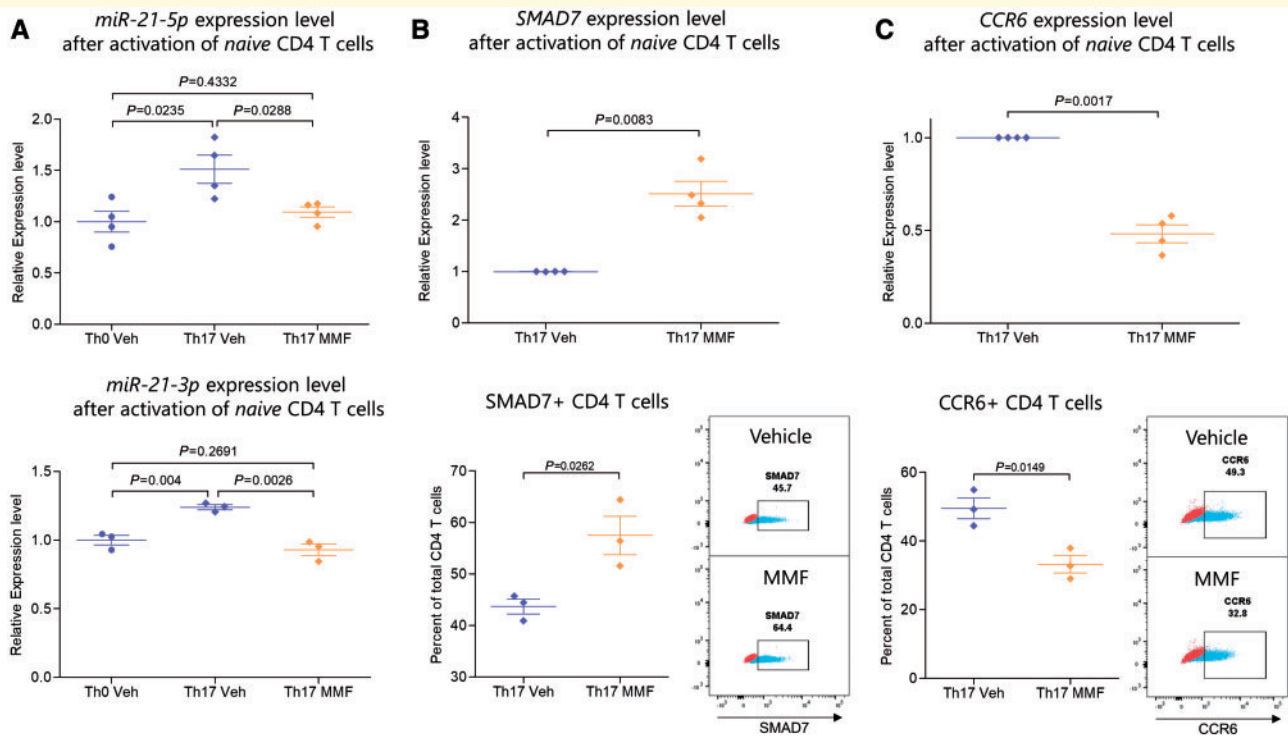 A
miR-21-5p expression level
after activation of naive CD4 T cells
P=0.4332
P=0.0235
P=0.0288
Relative Expression level
2.0
1.5
1.0
0.5
0.0
Th0 Veh
Th17 Veh
Th17 MMF
miR-21-3p expression level
after activation of naive CD4 T cells
P=0.2691
P=0.004
P=0.0026
Relative Expression level
1.5
1.0
0.5
0.0
Th0 Veh
Th17 Veh
Th17 MMF
B
SMAD7 expression level
after activation of naive CD4 T cells
P=0.0083
Relative Expression level
4
3
2
1
0
Th17 Veh
Th17 MMF
SMAD7+ CD4 T cells
P=0.0262
Percent of total CD4 T cells
70
60
50
40
30
Th17 Veh
Th17 MMF
Vehicle
SMAD7
45.7
MMF
SMAD7
64.4
SMAD7
C
CCR6 expression level
after activation of naive CD4 T cells
P=0.0017
Relative Expression level
1.0
0.5
0.0
Th17 Veh
Th17 MMF
CCR6+ CD4 T cells
P=0.0149
Percent of total CD4 T cells
60
40
20
0
Th17 Veh
Th17 MMF
Vehicle
CCR6
49.3
MMF
CCR6
32.8
CCR6